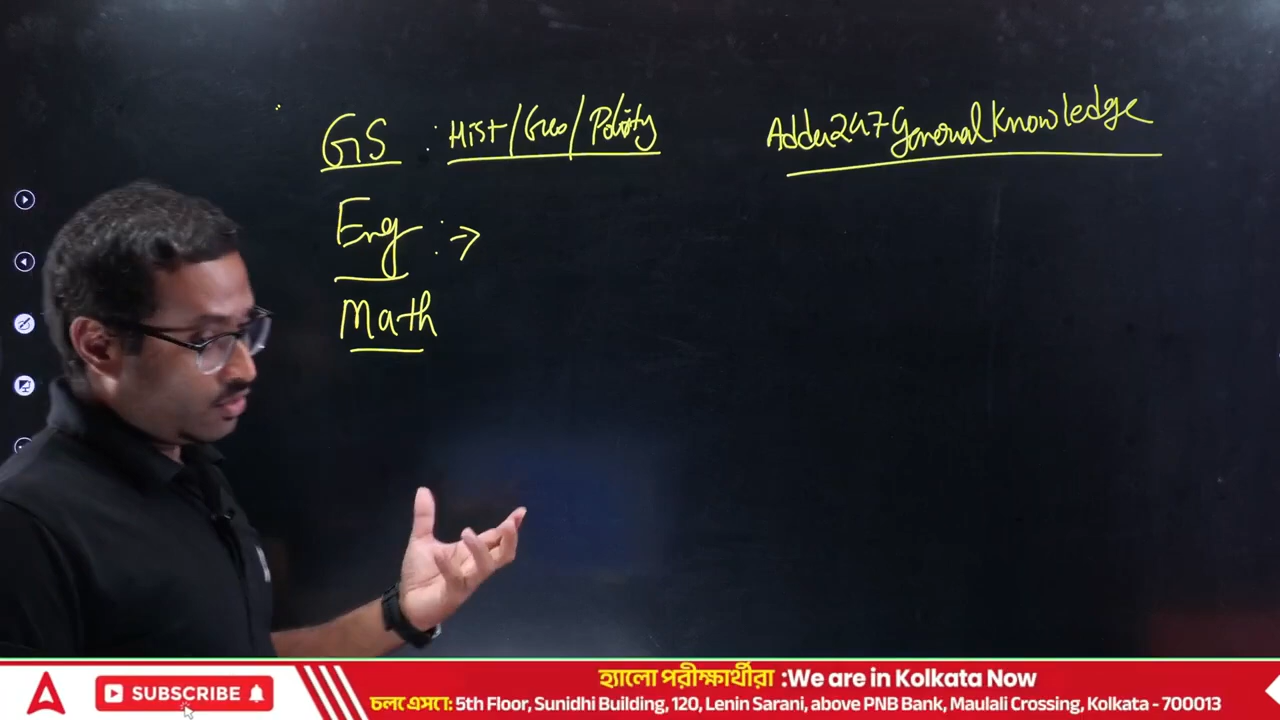 GS : Hist/Geo/Polity
Adda247 General Knowledge
Eng :→
Math
SUBSCRIBE
হ্যালো পরীক্ষার্থীরা :We are in Kolkata Now
চলে এসো: 5th Floor, Sunidhi Building, 120, Lenin Sarani, above PNB Bank, Maulali Crossing, Kolkata - 700013